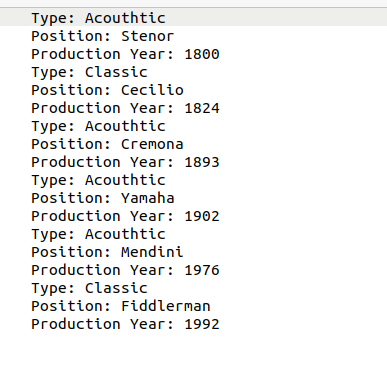 Type: Acouthtic
Position: Stenor
Production Year: 1800
Type: Classic
Position: Cecilio
Production Year: 1824
Type: Acouthtic
Position: Cremona
Production Year: 1893
Type: Acouthtic
Position: Yamaha
Production Year: 1902
Type: Acouthtic
Position: Mendini
Production Year: 1976
Type: Classic
Position: Fiddlerman
Production Year: 1992